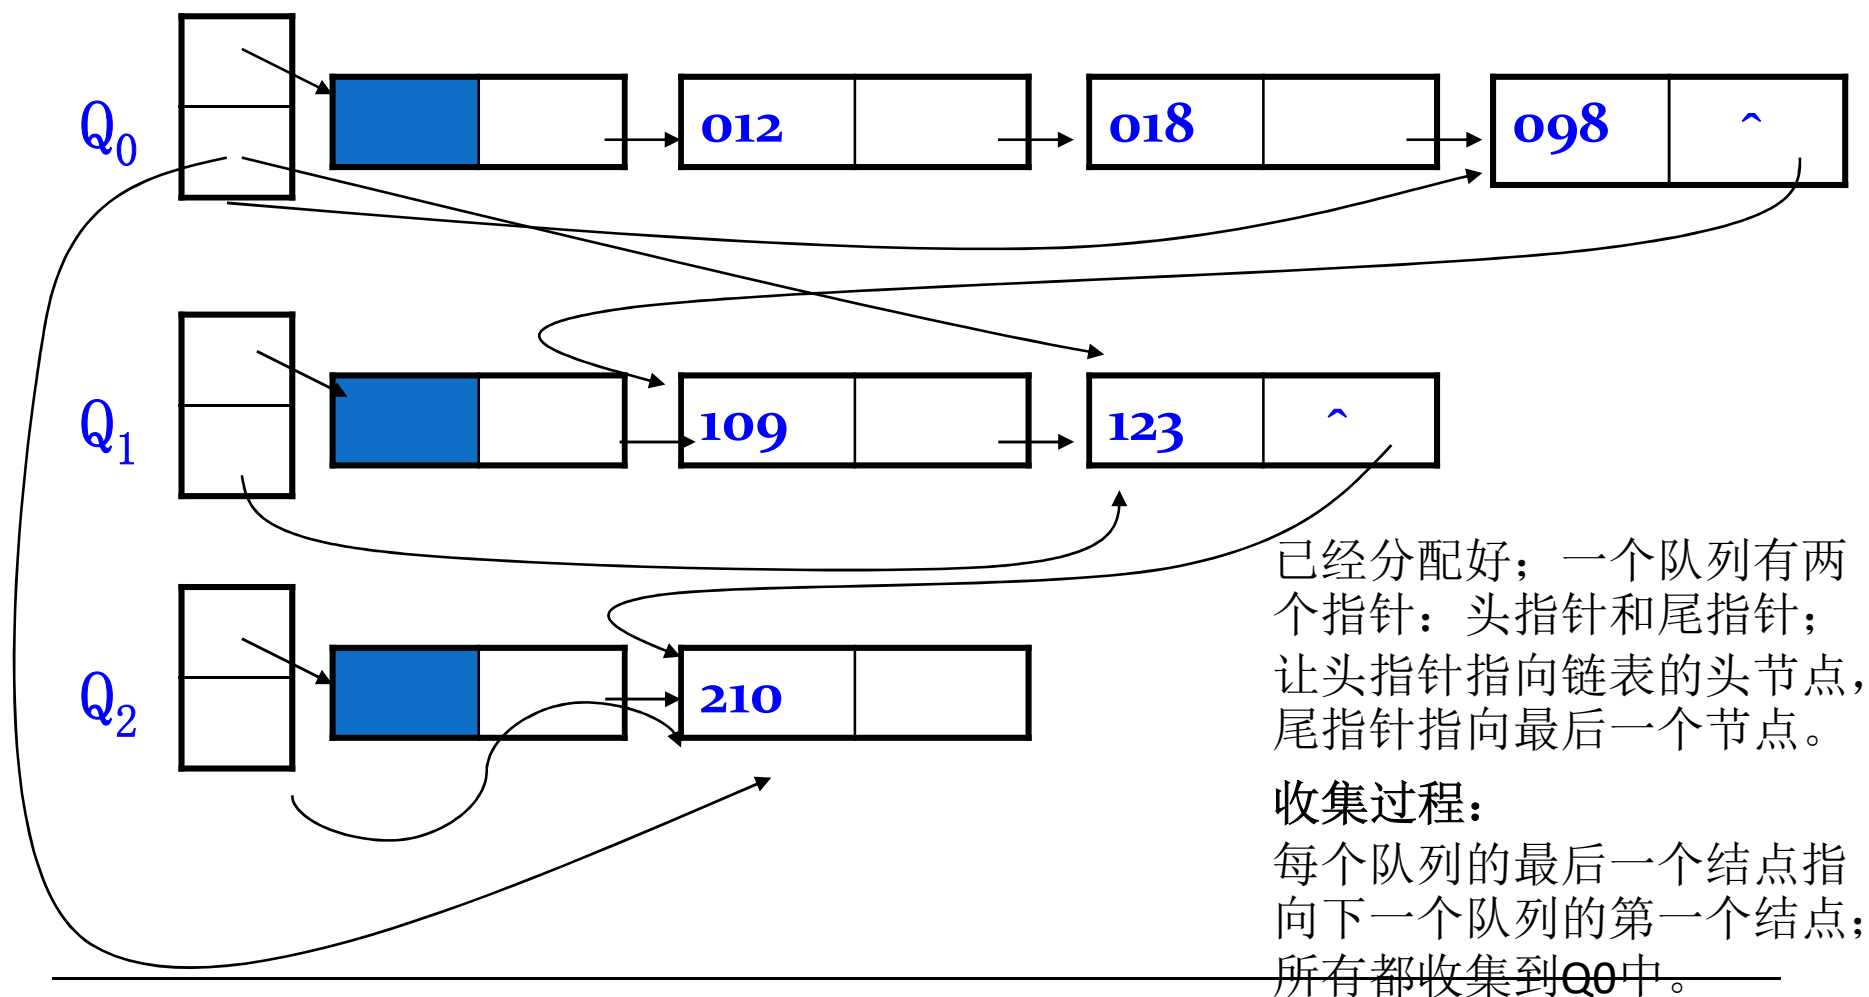 Q0
012
018
098
^
Q1
109
123
^
Q2
210
已经分配好；一个队列有两
个指针：头指针和尾指针；
让头指针指向链表的头节点，
尾指针指向最后一个节点。
收集过程：
每个队列的最后一个结点指
向下一个队列的第一个结点；
所有都收集到Q0中。